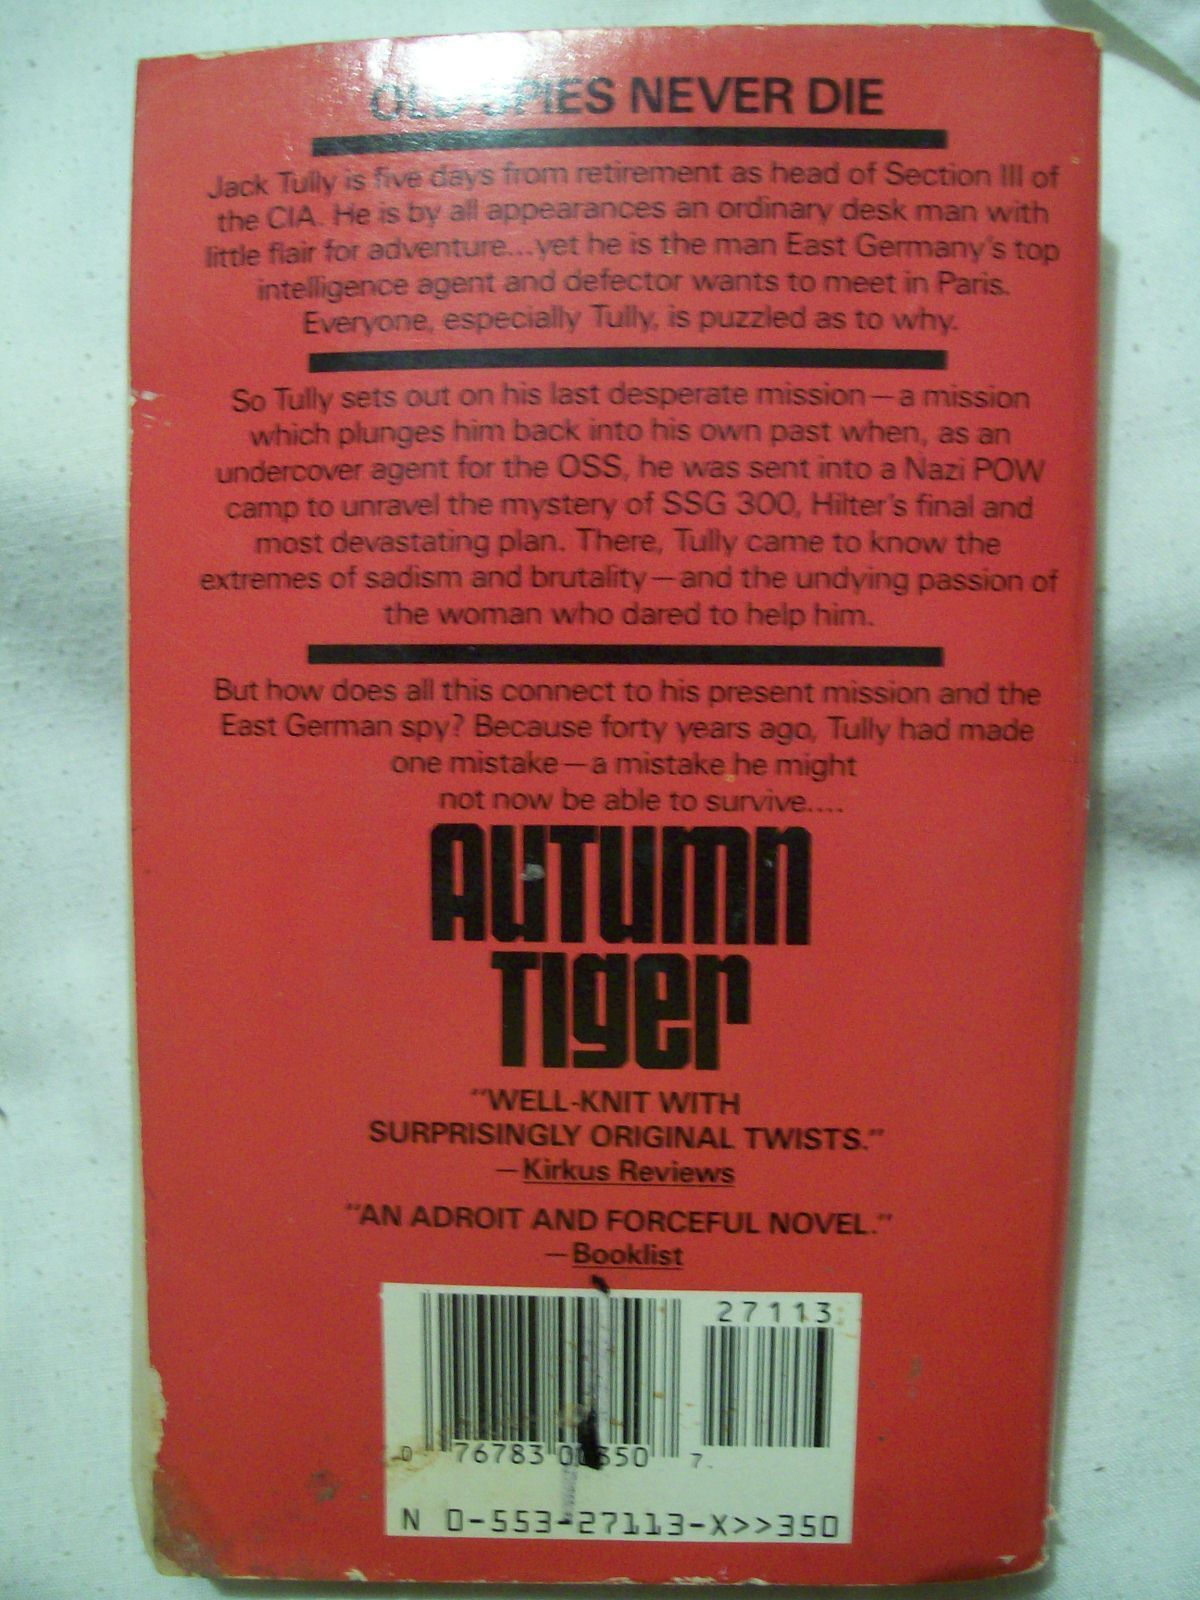 OLD SPIES NEVER DIE
Jack Tully is five days from retirement as head of Section III of
the CIA. He is by all appearances an ordinary desk man with
little flair for adventure...yet he is the man East Germany's top
intelligence agent and defector wants to meet in Paris.
Everyone, especially Tully, is puzzled as to why.
So Tully sets out on his last desperate mission—a mission
which plunges him back into his own past when, as an
undercover agent for the OSS, he was sent into a Nazi POW
camp to unravel the mystery of SSG 300, Hilter's final and
most devastating plan. There, Tully came to know the
extremes of sadism and brutality—and the undying passion of
the woman who dared to help him.
But how does all this connect to his present mission and the
East German spy? Because forty years ago, Tully had made
one mistake—a mistake he might
not now be able to survive....
AUTUMN
TIGER
"WELL-KNIT WITH
SURPRISINGLY ORIGINAL TWISTS."
—Kirkus Reviews
"AN ADROIT AND FORCEFUL NOVEL."
—Booklist
27113
0 76783 00350 7
N 0-553-27113-X>>350